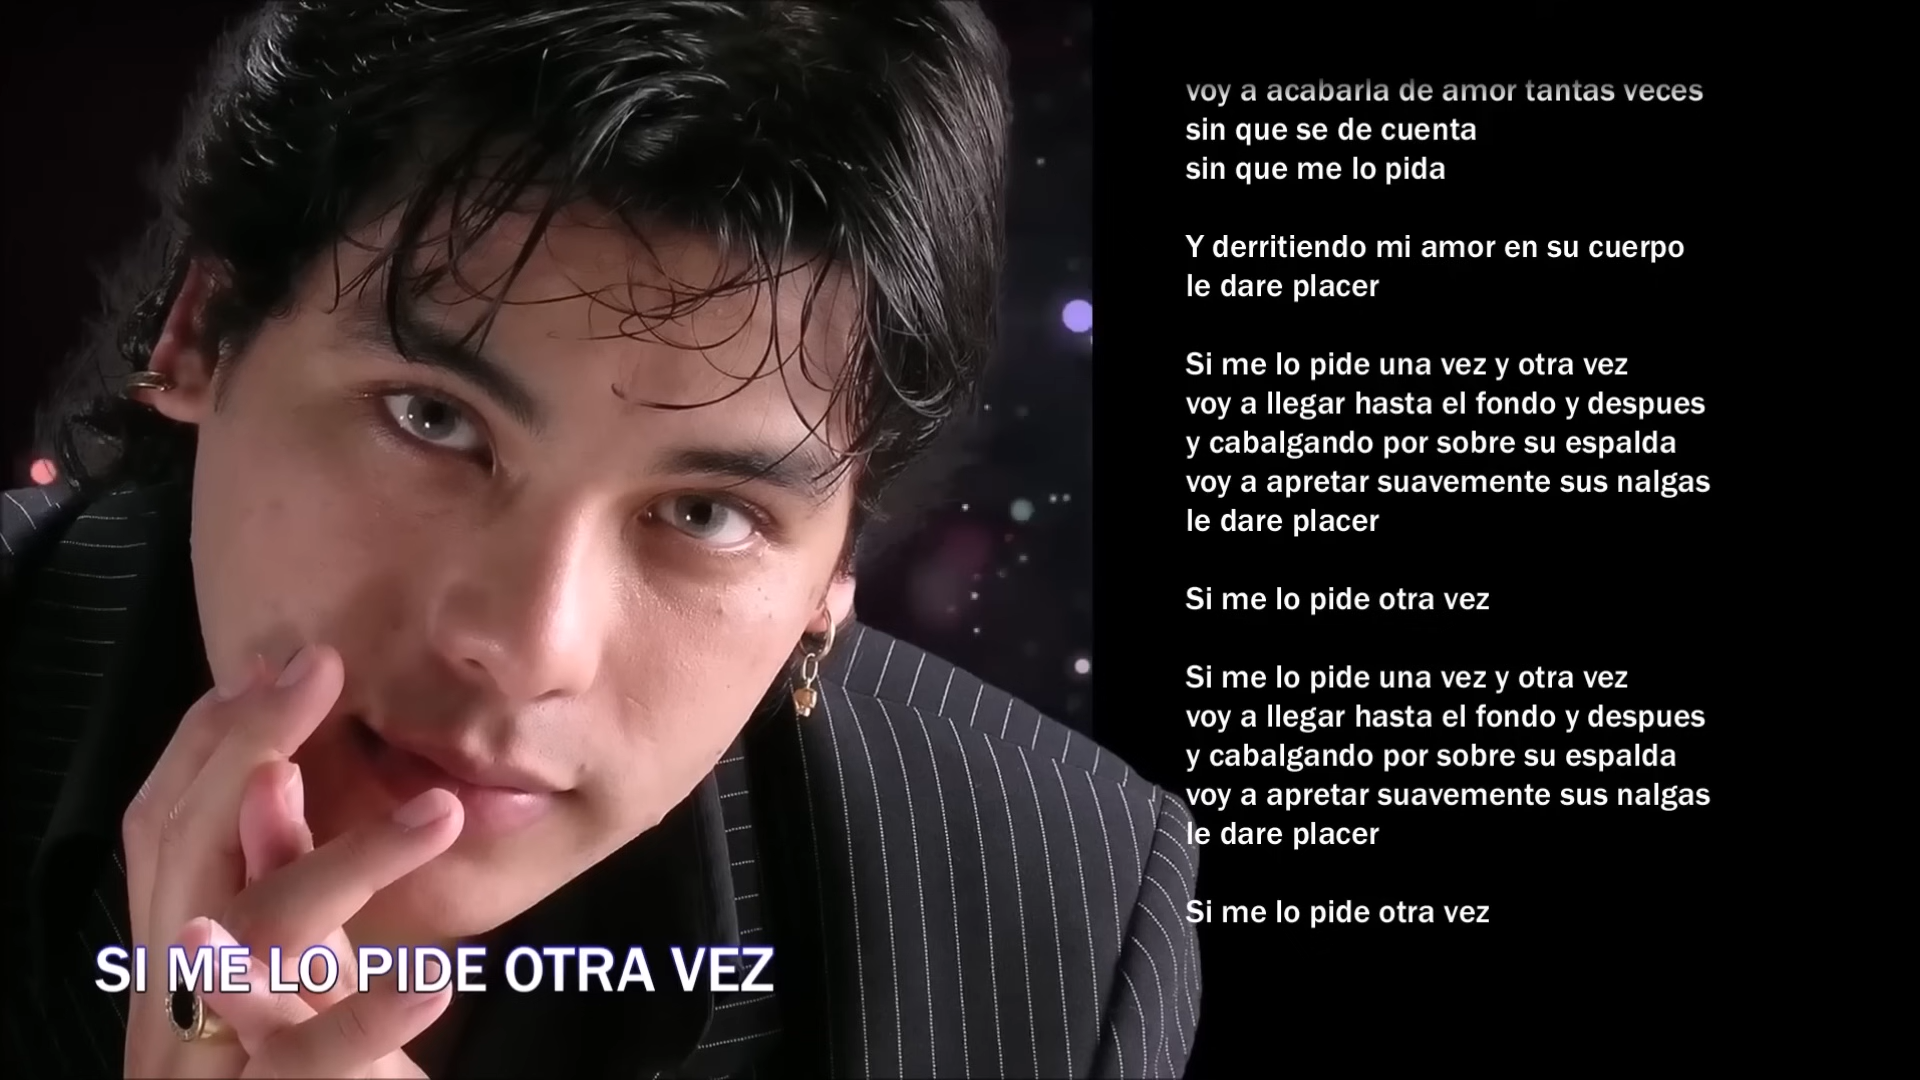 voy a acabarla de amor tantas veces
sin que se de cuenta
sin que me lo pida
Y derritiendo mi amor en su cuerpo
le dare placer
Si me lo pide una vez y otra vez
voy a llegar hasta el fondo y despues
y cabalgando por sobre su espalda
voy a apretar suavemente sus nalgas
le dare placer
Si me lo pide otra vez
Si me lo pide una vez y otra vez
voy a llegar hasta el fondo y despues
y cabalgando por sobre su espalda
voy a apretar suavemente sus nalgas
le dare placer
Si me lo pide otra vez
SI ME LO PIDE OTRA VEZ